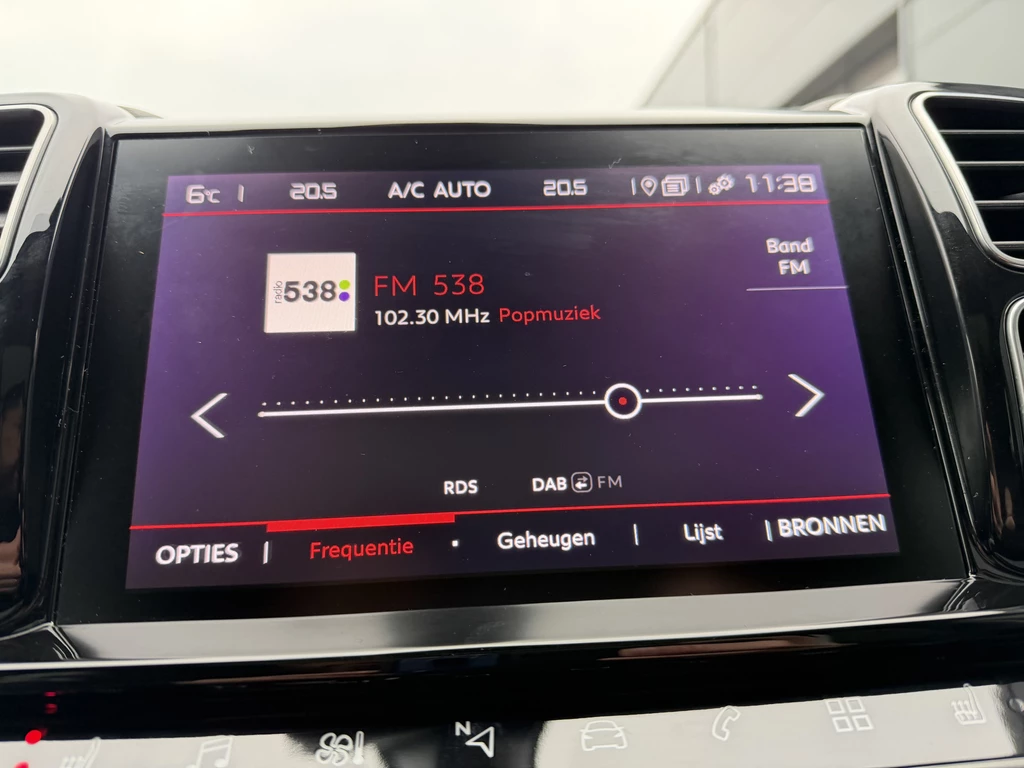 6°C 20.5 A/C AUTO 20.5 11:38
Band
FM
radio 538
FM 538
102.30 MHz Popmuziek
RDS DAB FM
OPTIES Frequentie Geheugen Lijst BRONNEN
N